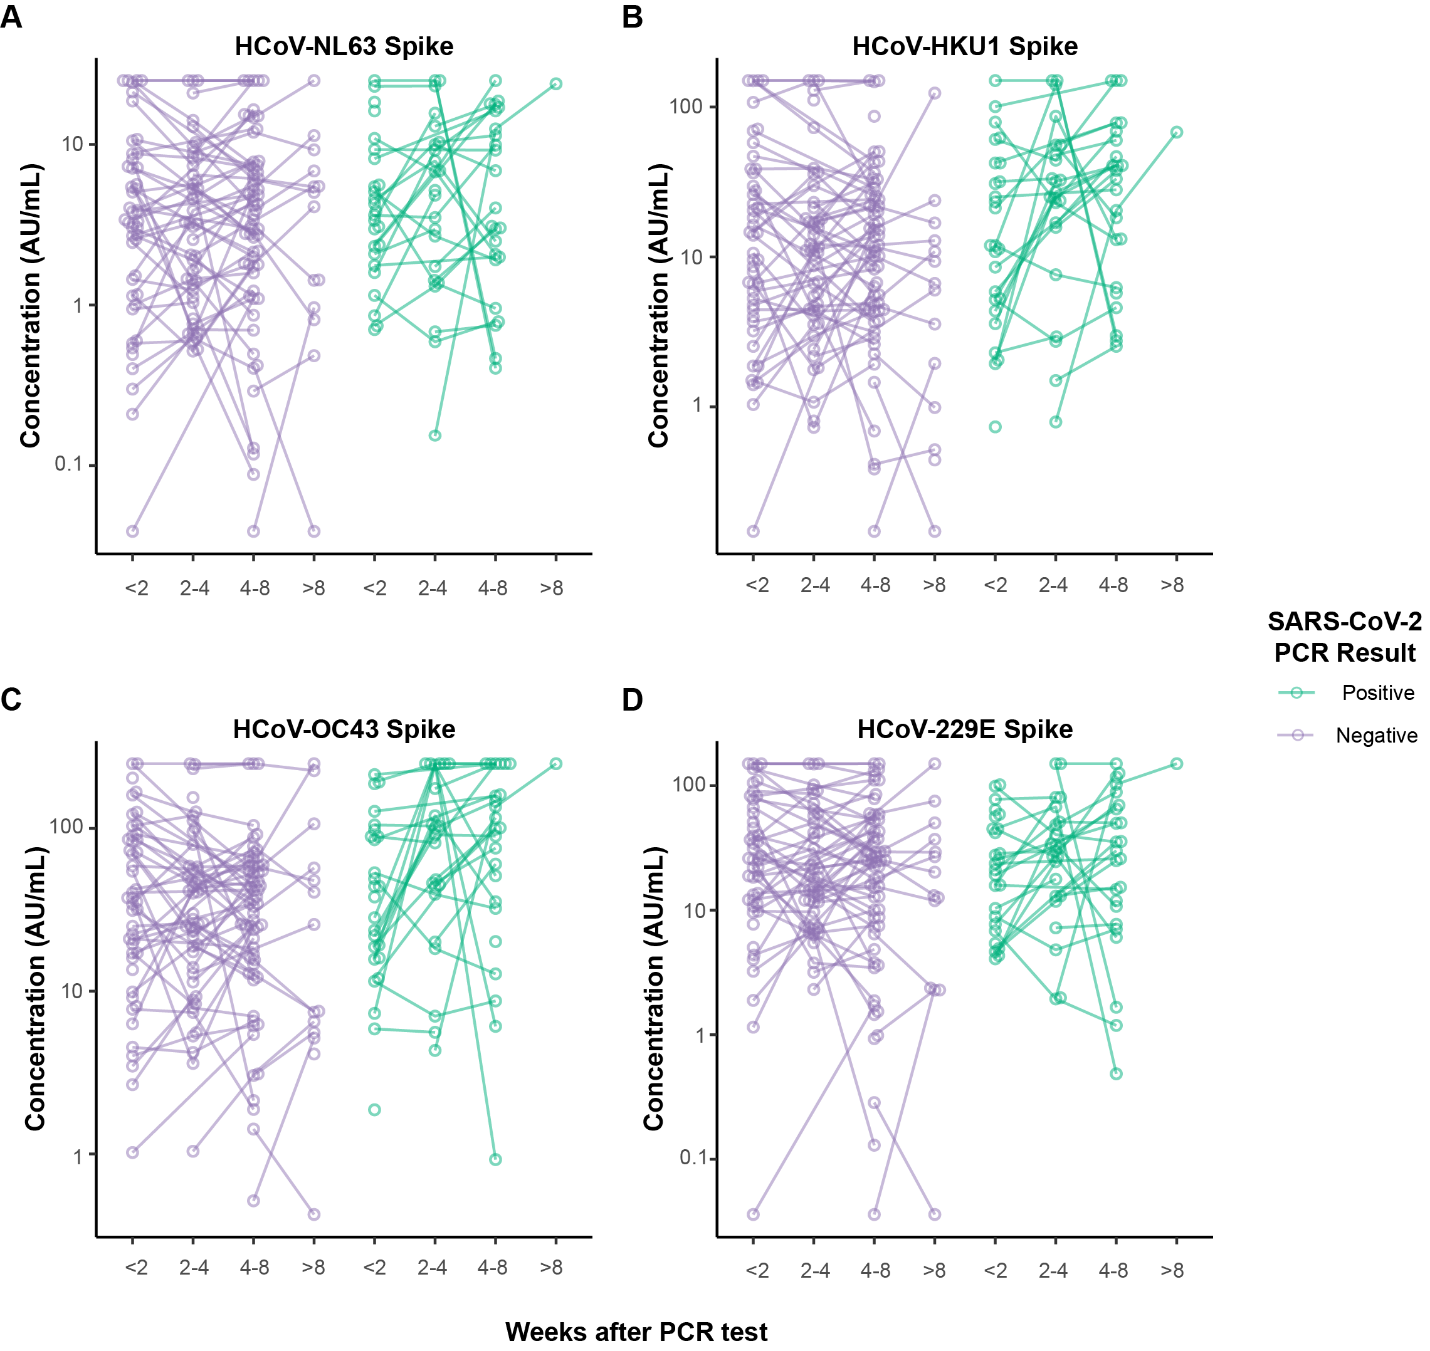 A
HCoV-NL63 Spike
Concentration (AU/mL)
10
1
0.1
<2 2-4 4-8 >8 <2 2-4 4-8 >8
B
HCoV-HKU1 Spike
Concentration (AU/mL)
100
10
1
<2 2-4 4-8 >8 <2 2-4 4-8 >8
SARS-CoV-2
PCR Result
Positive
Negative
C
HCoV-OC43 Spike
Concentration (AU/mL)
100
10
1
<2 2-4 4-8 >8 <2 2-4 4-8 >8
D
HCoV-229E Spike
Concentration (AU/mL)
100
10
1
0.1
<2 2-4 4-8 >8 <2 2-4 4-8 >8
Weeks after PCR test